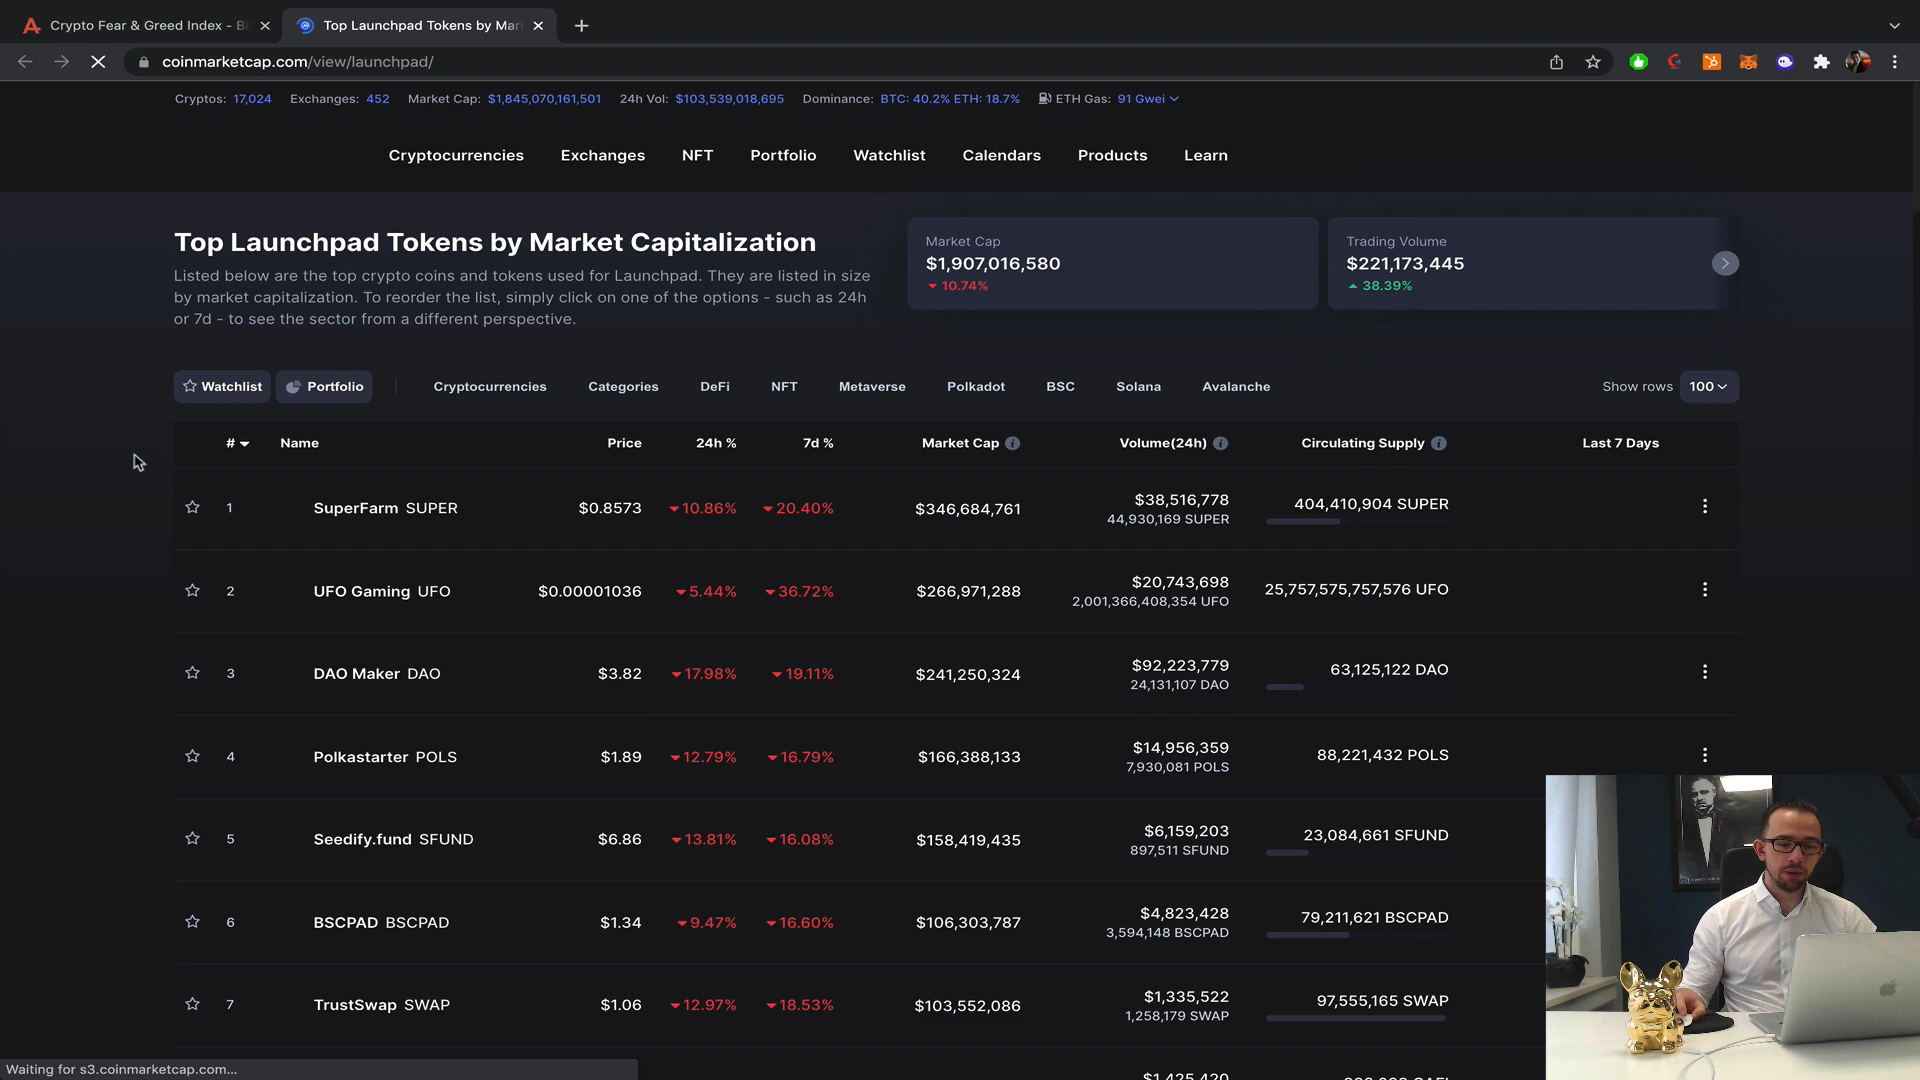 Crypto Fear & Greed Index - Bi
Top Launchpad Tokens by Mar
coinmarketcap.com/view/launchpad/
Cryptos: 17,024 Exchanges: 452 Market Cap: $1,845,070,161,501 24h Vol: $103,539,018,695 Dominance: BTC: 40.2% ETH: 18.7% ETH Gas: 91 Gwei
Cryptocurrencies Exchanges NFT Portfolio Watchlist Calendars Products Learn
Top Launchpad Tokens by Market Capitalization
Listed below are the top crypto coins and tokens used for Launchpad. They are listed in size
by market capitalization. To reorder the list, simply click on one of the options - such as 24h
or 7d - to see the sector from a different perspective.
Market Cap
$1,907,016,580
10.74%
Trading Volume
$221,173,445
38.39%
Watchlist Portfolio Cryptocurrencies Categories DeFi NFT Metaverse Polkadot BSC Solana Avalanche Show rows 100
# Name Price 24h % 7d % Market Cap Volume(24h) Circulating Supply Last 7 Days
1 SuperFarm SUPER $0.8573 10.86% 20.40% $346,684,761 $38,516,778 404,410,904 SUPER
44,930,169 SUPER
2 UFO Gaming UFO $0.00001036 5.44% 36.72% $266,971,288 $20,743,698 25,757,575,757,576 UFO
2,001,366,408,354 UFO
3 DAO Maker DAO $3.82 17.98% 19.11% $241,250,324 $92,223,779 63,125,122 DAO
24,131,107 DAO
4 Polkastarter POLS $1.89 12.79% 16.79% $166,388,133 $14,956,359 88,221,432 POLS
7,930,081 POLS
5 Seedify.fund SFUND $6.86 13.81% 16.08% $158,419,435 $6,159,203 23,084,661 SFUND
897,511 SFUND
6 BSCPAD BSCPAD $1.34 9.47% 16.60% $106,303,787 $4,823,428 79,211,621 BSCPAD
3,594,148 BSCPAD
7 TrustSwap SWAP $1.06 12.97% 18.53% $103,552,086 $1,335,522 97,555,165 SWAP
1,258,179 SWAP
$1,425,420
Waiting for s3.coinmarketcap.com...